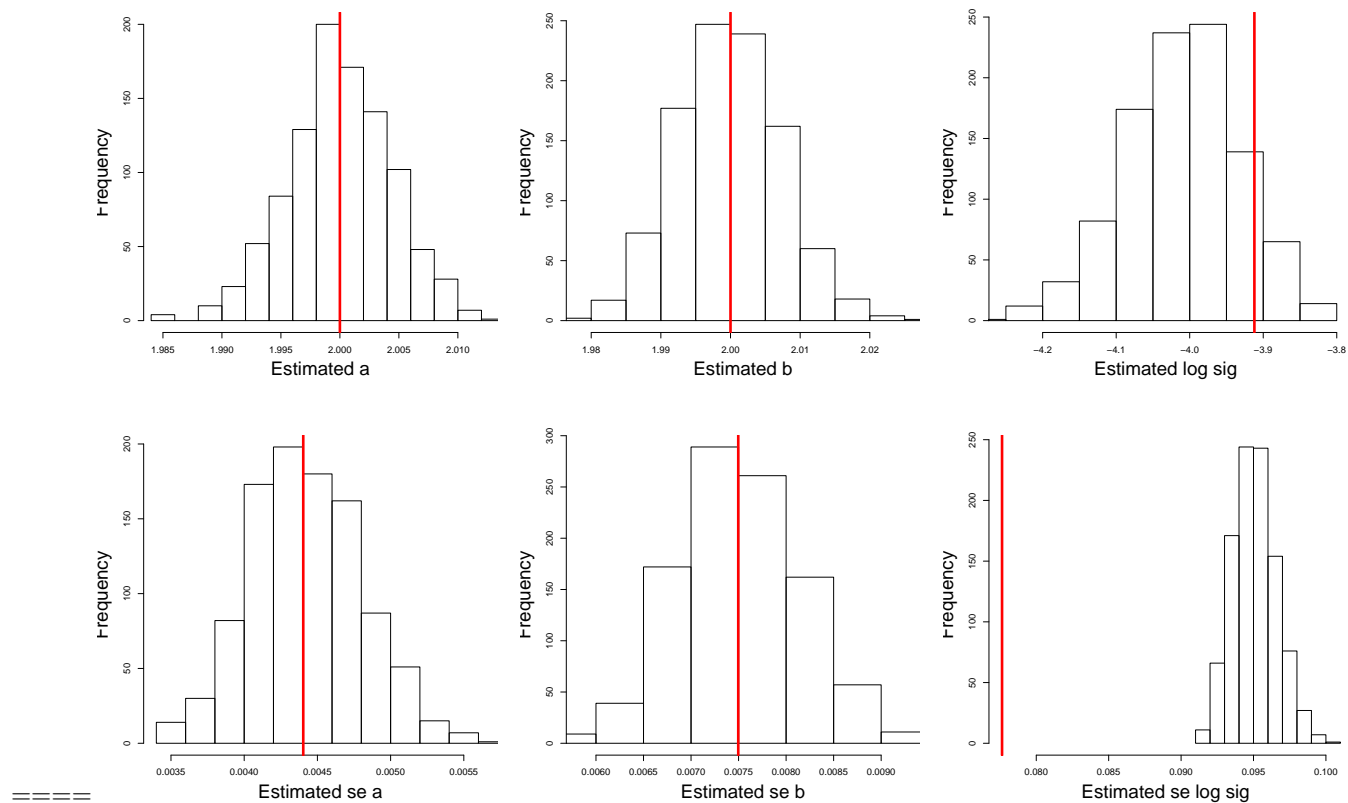 Frequency
0 50 100 150 200
1.985 1.990 1.995 2.000 2.005 2.010
Estimated a
Frequency
0 50 100 150 200 250
1.98 1.99 2.00 2.01 2.02
Estimated b
Frequency
0 50 100 150 200 250
−4.2 −4.1 −4.0 −3.9 −3.8
Estimated log sig
Frequency
0 50 100 150 200
0.0035 0.0040 0.0045 0.0050 0.0055
Estimated se a
Frequency
0 50 100 150 200 250 300
0.0060 0.0065 0.0070 0.0075 0.0080 0.0085 0.0090
Estimated se b
Frequency
0 50 100 150 200 250
0.080 0.085 0.090 0.095 0.100
Estimated se log sig
====